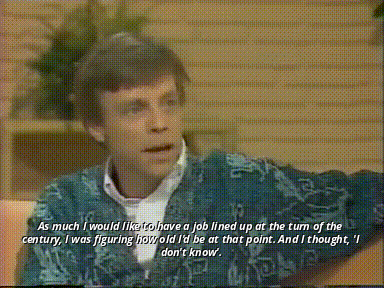 As much I would like to have a job lined up at the turn of the
century, I was figuring how old I'd be at that point. And I thought, 'I
don't know'.